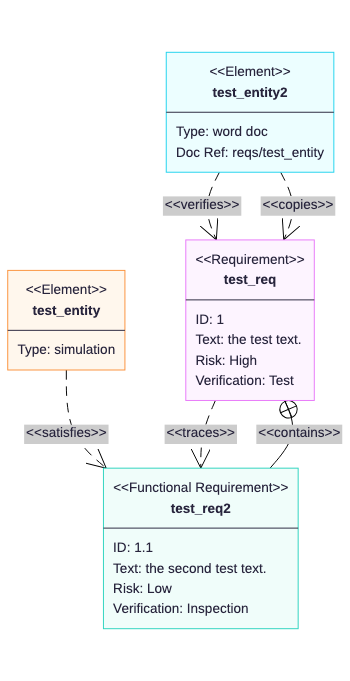 <<Element>>
test_entity2
Type: word doc
Doc Ref: reqs/test_entity
<<verifies>>
<<copies>>
<<Requirement>>
test_req
ID: 1
Text: the test text.
Risk: High
Verification: Test
<<Element>>
test_entity
Type: simulation
<<satisfies>>
<<traces>>
<<contains>>
<<Functional Requirement>>
test_req2
ID: 1.1
Text: the second test text.
Risk: Low
Verification: Inspection